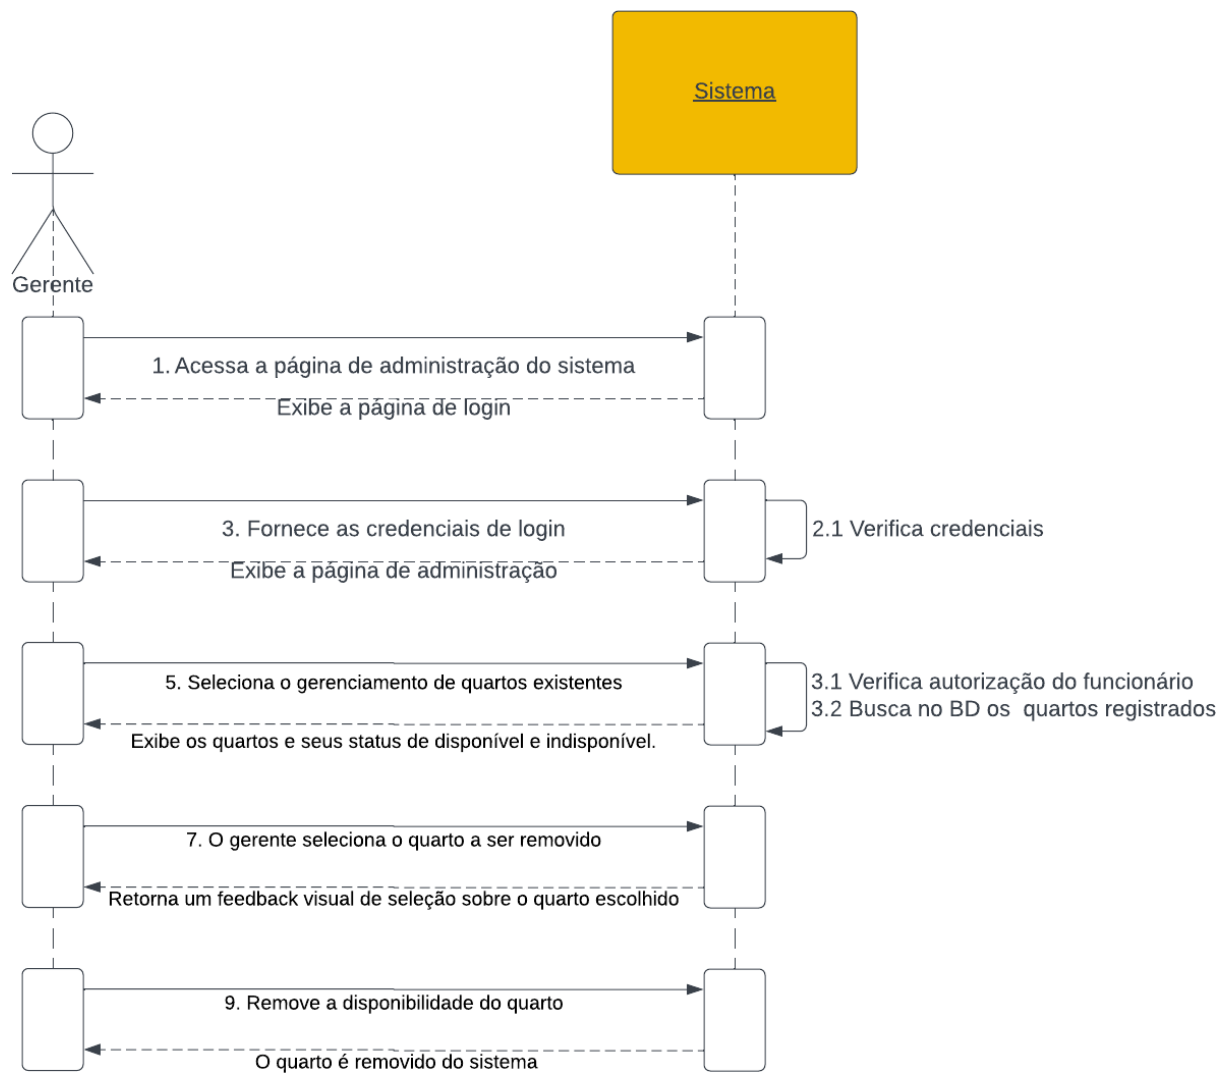 Sistema
Gerente
1. Acessa a página de administração do sistema
Exibe a página de login
3. Fornece as credenciais de login
2.1 Verifica credenciais
Exibe a página de administração
5. Seleciona o gerenciamento de quartos existentes
3.1 Verifica autorização do funcionário
3.2 Busca no BD os  quartos registrados
Exibe os quartos e seus status de disponível e indisponível.
7. O gerente seleciona o quarto a ser removido
Retorna um feedback visual de seleção sobre o quarto escolhido
9. Remove a disponibilidade do quarto
O quarto é removido do sistema